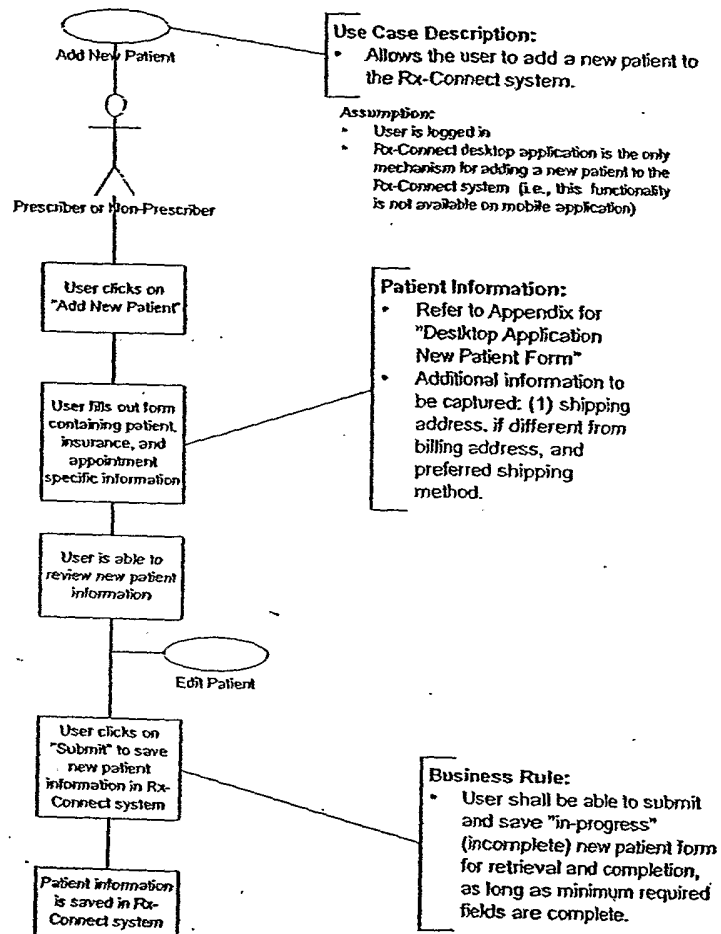 Add New Patient
Use Case Description:
• Allows the user to add a new patient to
the Rx-Connect system.
Assumption:
• User is logged in
• Rx-Connect desktop application is the only
mechanism for adding a new patient to the
Rx-Connect system (i.e., this functionality
is not available on mobile application)
Prescriber or Non-Prescriber
User clicks on
"Add New Patient"
Patient Information:
• Refer to Appendix for
"Desktop Application
New Patient Form"
• Additional information to
be captured: (1) shipping
address, if different from
billing address, and
preferred shipping
method.
User fills out form
containing patient,
insurance, and
appointment
specific information
User is able to
review new patient
information
Edit Patient
User clicks on
"Submit" to save
new patient
information in Rx-
Connect system
Business Rule:
• User shall be able to submit
and save "in-progress"
(incomplete) new patient form
for retrieval and completion,
as long as minimum required
fields are complete.
Patient information
is saved in Rx-
Connect system